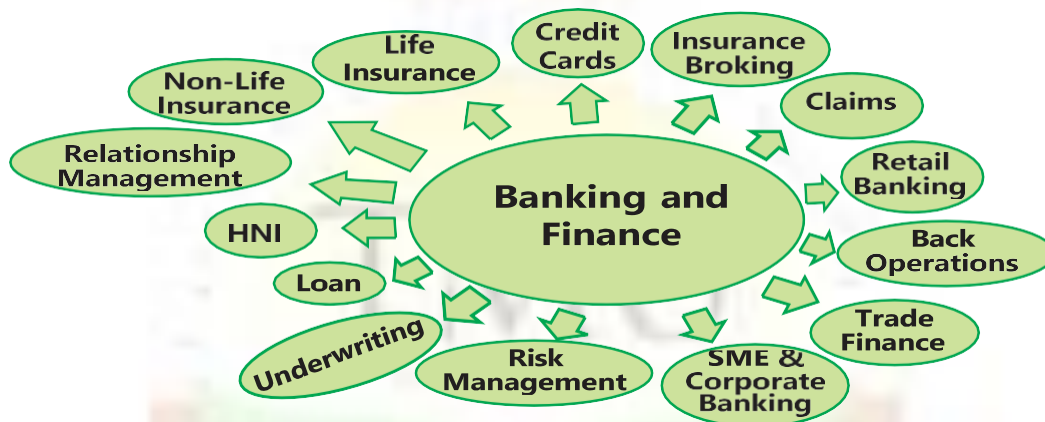 Credit
Cards
Life
Insurance
Insurance
Broking
Non-Life
Insurance
Claims
Relationship
Management
Retail
Banking
Banking and
Finance
HNI
Back
Operations
Loan
Trade
Finance
Underwriting
Risk
Management
SME &
Corporate
Banking